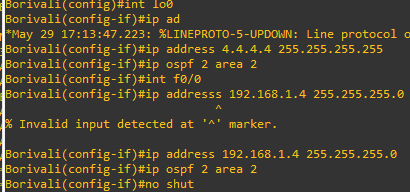 Borivali(config)#int lo0
Borivali(config-if)#ip ad
*May 29 17:13:47.223: %LINEPROTO-5-UPDOWN: Line protocol o
Borivali(config-if)#ip address 4.4.4.4 255.255.255.255
Borivali(config-if)#ip ospf 2 area 2
Borivali(config-if)#int f0/0
Borivali(config-if)#ip addresss 192.168.1.4 255.255.255.0
^
% Invalid input detected at '^' marker.
Borivali(config-if)#ip address 192.168.1.4 255.255.255.0
Borivali(config-if)#ip ospf 2 area 2
Borivali(config-if)#no shut